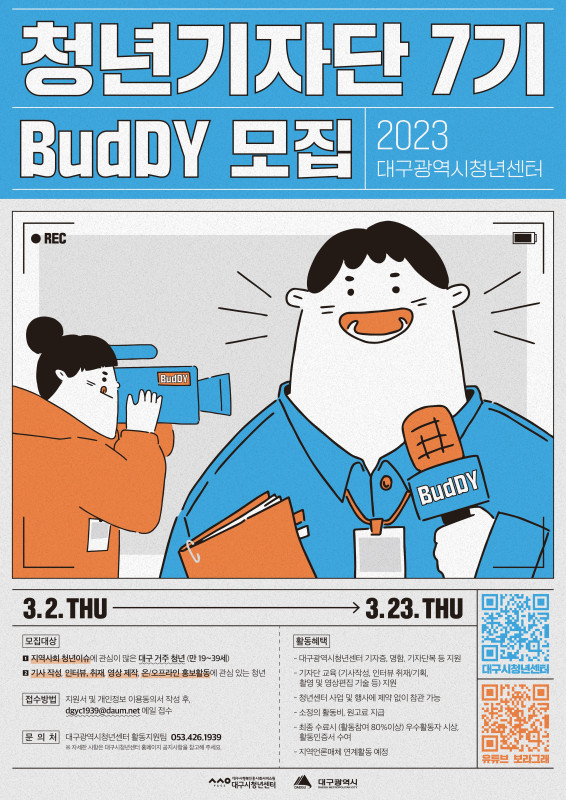 청년기자단 7기
BudDY 모집
2023
대구광역시청년센터
REC
BudDY
BudDY
3.2.THU
3.23.THU
모집대상
1 지역사회 청년이슈에 관심이 많은 대구 거주 청년 (만 19~39세)
2 기사 작성, 인터뷰, 취재, 영상 제작, 온/오프라인 홍보활동에 관심 있는 청년
접수방법
지원서 및 개인정보 이용동의서 작성 후,
dgyc1939@daum.net 메일 접수
문 의 처
대구광역시청년센터 활동지원팀 053.426.1939
※ 자세한 사항은 대구시청년센터 홈페이지 공지사항을 참고해 주세요.
활동혜택
- 대구광역시청년센터 기자증, 명함, 기자단복 등 지원
- 기자단 교육 (기사작성, 인터뷰 취재/기획,
촬영 및 영상편집 기술 등) 지원
- 청년센터 사업 및 행사에 제약 없이 참관 가능
- 소정의 활동비, 원고료 지급
- 최종 수료시 (활동참여 80%이상) 우수활동자 시상,
활동인증서 수여
- 지역언론매체 연계활동 예정
대구시청년센터
유튜브 보라그래
대구시청년센터
대구광역시